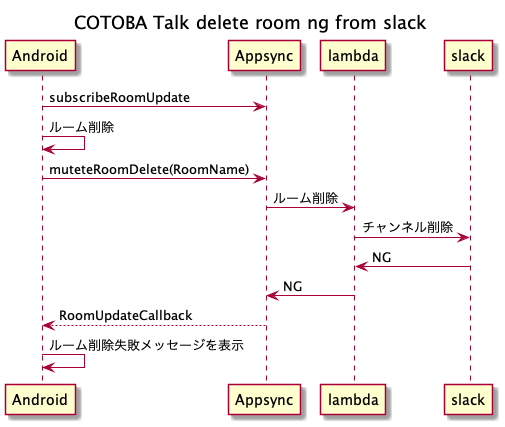 COTOBA Talk delete room ng from slack
Android Appsync lambda slack
subscribeRoomUpdate
ルーム削除
muteteRoomDelete(RoomName)
ルーム削除
チャンネル削除
NG
NG
RoomUpdateCallback
ルーム削除失敗メッセージを表示
Android Appsync lambda slack